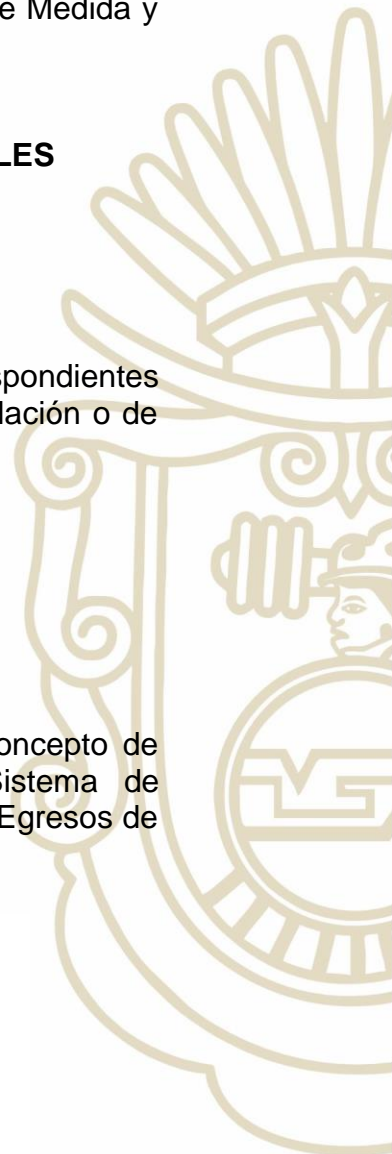 e Medida y
LES
spondientes
lación o de
oncepto de
Sistema de
Egresos de